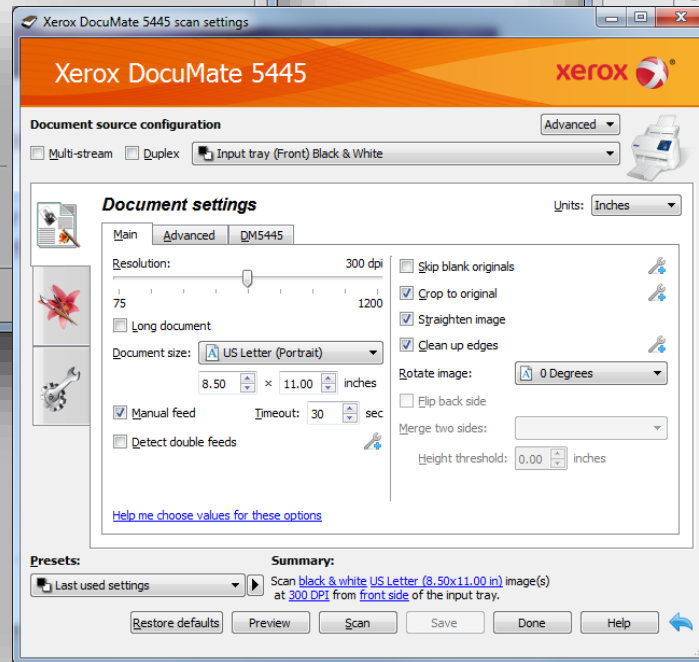 Xerox DocuMate 5445 scan settings
Xerox DocuMate 5445
xerox
Document source configuration
Advanced
Multi-stream Duplex Input tray (Front) Black & White
Document settings
Units: Inches
Main Advanced DM5445
Resolution: 300 dpi
75 1200
Long document
Document size: US Letter (Portrait)
8.50 × 11.00 inches
Manual feed Timeout: 30 sec
Detect double feeds
Help me choose values for these options
Skip blank originals
Crop to original
Straighten image
Clean up edges
Rotate image: 0 Degrees
Flip back side
Merge two sides:
Height threshold: 0.00 inches
Presets:
Last used settings
Summary:
Scan black & white US Letter (8.50x11.00 in) image(s)
at 300 DPI from front side of the input tray.
Restore defaults Preview Scan Save Done Help